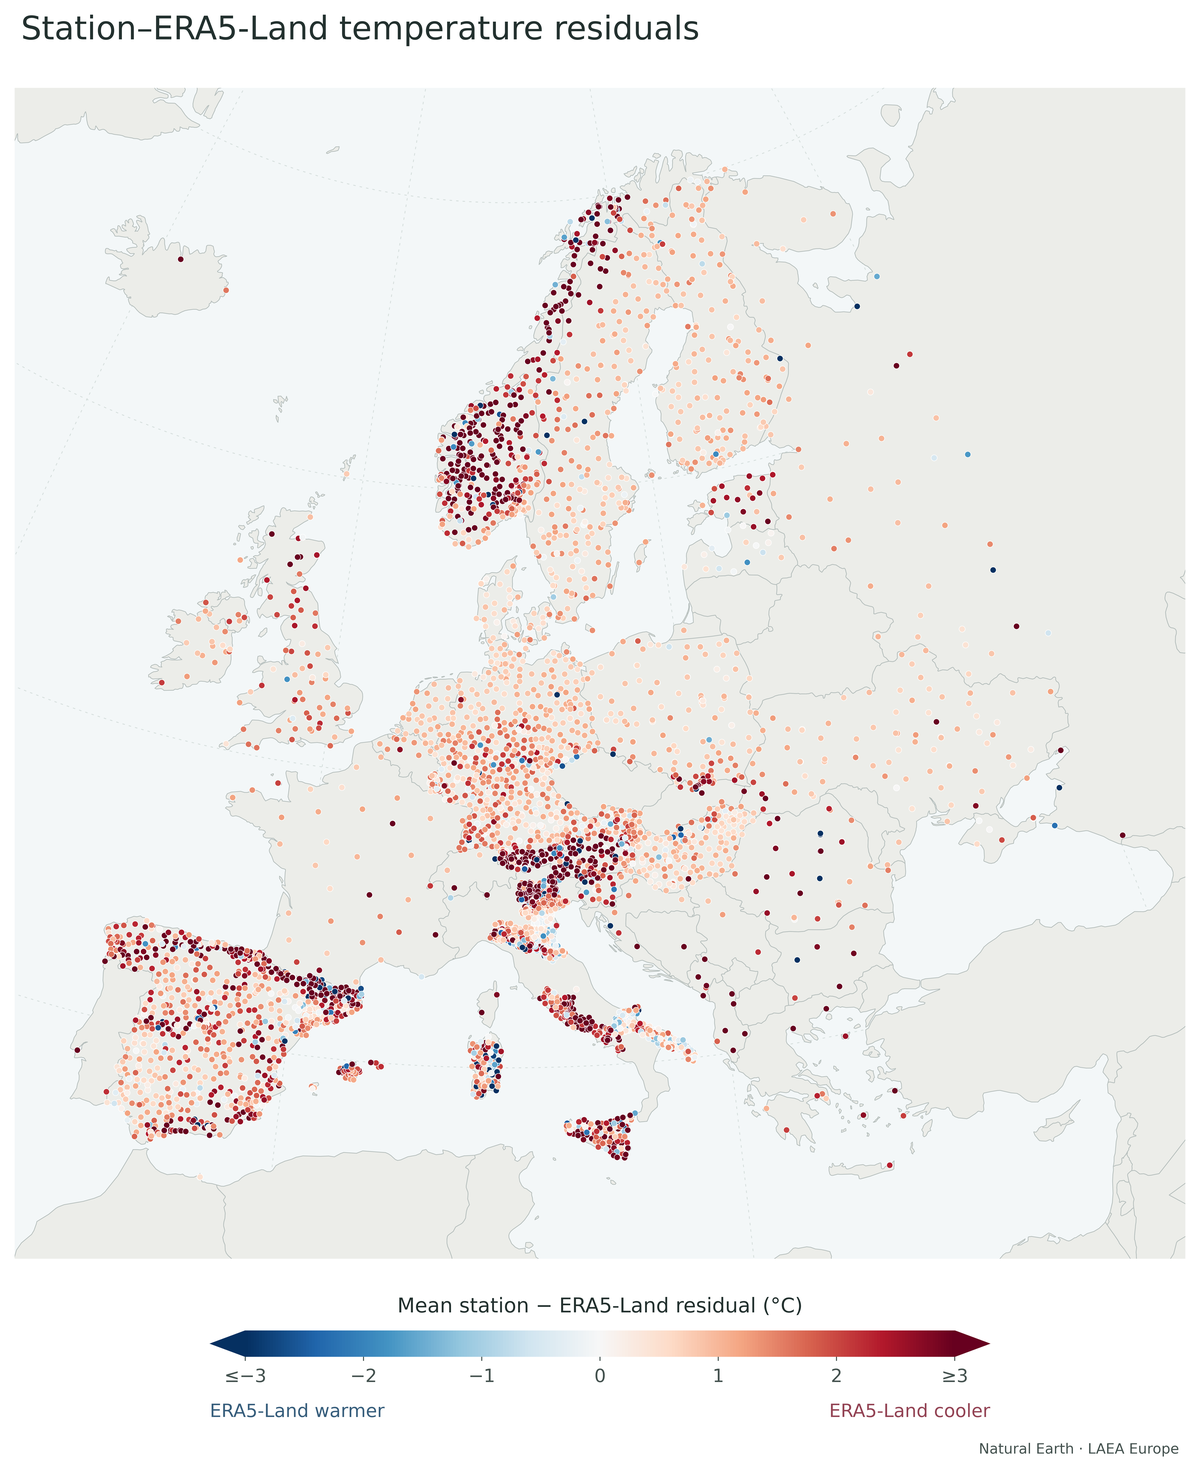 Station–ERA5-Land temperature residuals
Mean station − ERA5-Land residual (°C)
≤−3 −2 −1 0 1 2 ≥3
ERA5-Land warmer ERA5-Land cooler
Natural Earth · LAEA Europe